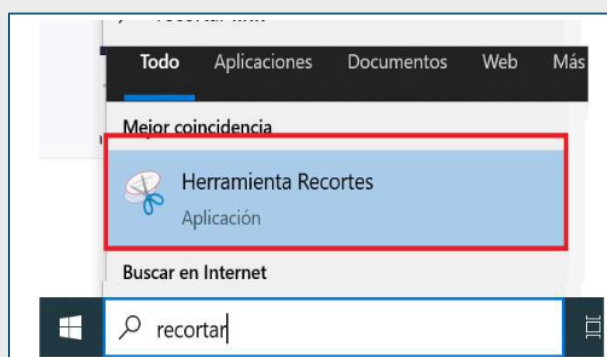 Todo Aplicaciones Documentos Web Más
Mejor coincidencia
Herramienta Recortes
Aplicación
Buscar en Internet
recortar